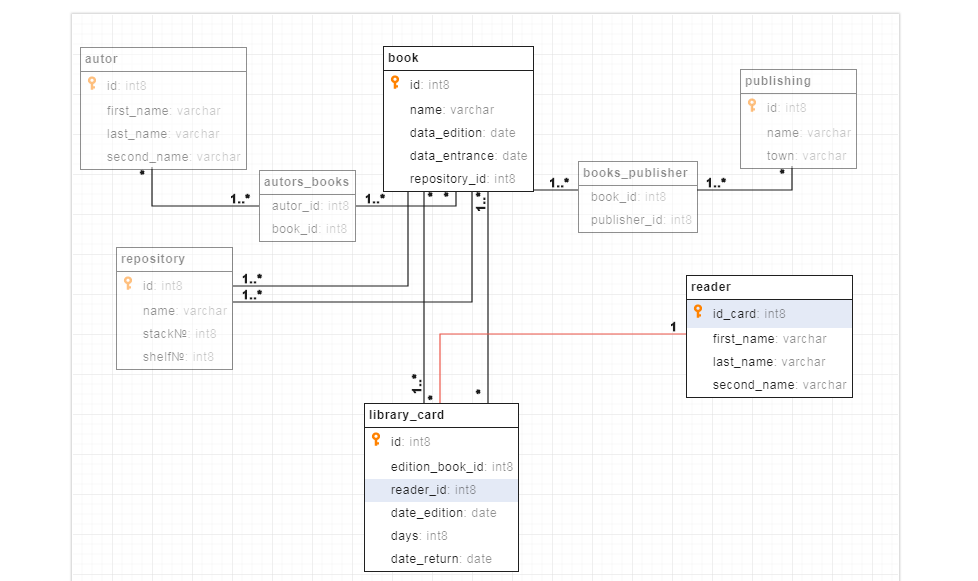 autor
id: int8
first_name: varchar
last_name: varchar
second_name: varchar
*
book
id: int8
name: varchar
data_edition: date
data_entrance: date
repository_id: int8
publishing
id: int8
name: varchar
town: varchar
*
autors_books
autor_id: int8
book_id: int8
1..*
1..*
* *
1..*
books_publisher
book_id: int8
publisher_id: int8
1..*
1..*
repository
id: int8
name: varchar
stack№: int8
shelf№: int8
1..*
1..*
reader
id_card: int8
first_name: varchar
last_name: varchar
second_name: varchar
1
1..*
*
*
library_card
id: int8
edition_book_id: int8
reader_id: int8
date_edition: date
days: int8
date_return: date